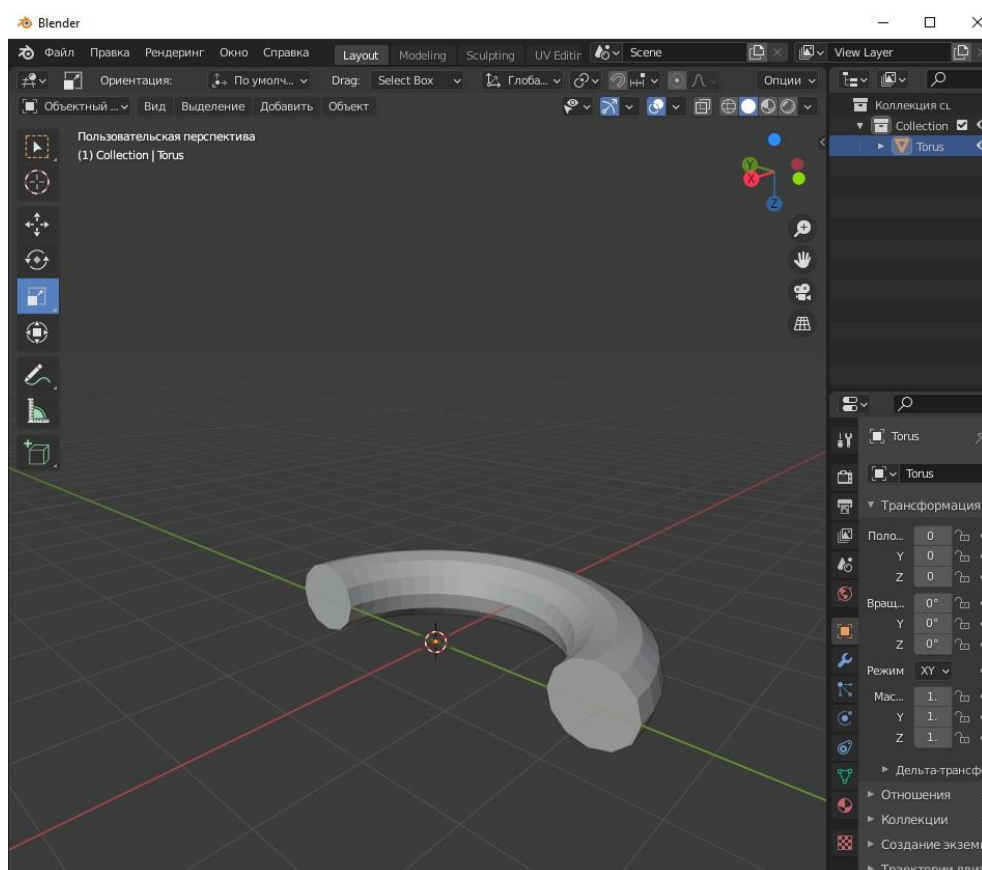 Blender
Файл Правка Рендеринг Окно Справка Layout Modeling Sculpting UV Editir Scene View Layer
Ориентация: По умолч... Drag: Select Box Глоба... Опции
Объектный ... Вид Выделение Добавить Объект
Пользовательская перспектива
(1) Collection | Torus
Y
X
Z
Коллекция сц
Collection
Torus
Torus
Torus
Трансформация
Поло... 0
Y 0
Z 0
Вращ... 0°
Y 0°
Z 0°
Режим XY
Мас... 1.
Y 1.
Z 1.
Дельта-трансф
Отношения
Коллекции
Создание экзем
Траектории дви